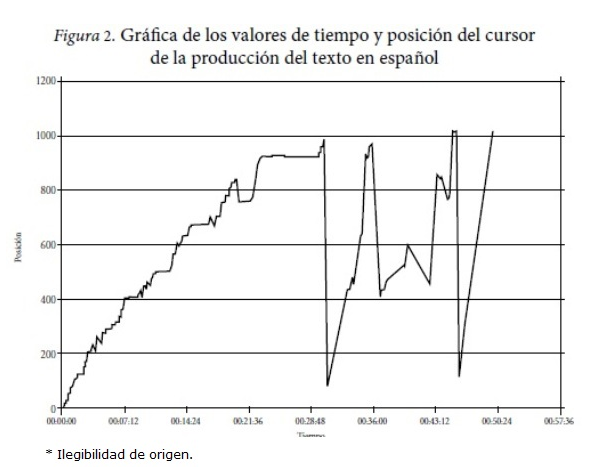 Figura 2. Gráfica de los valores de tiempo y posición del cursor
de la producción del texto en español
1200
1000
800
600
400
200
0
Posición
00:00:00 00:07:12 00:14:24 00:21:36 00:28:48 00:36:00 00:43:12 00:50:24 00:57:36
Tiempo
* Ilegibilidad de origen.